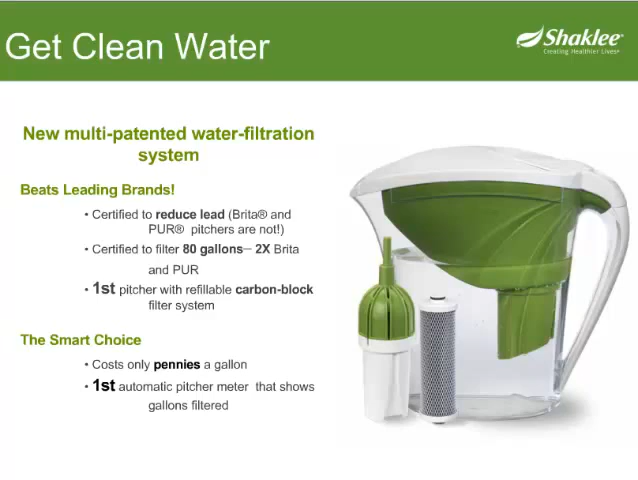 Get Clean Water
Shaklee®
Creating Healthier Lives®
New multi-patented water-filtration
system
Beats Leading Brands!
• Certified to reduce lead (Brita® and
PUR® pitchers are not!)
• Certified to filter 80 gallons– 2X Brita
and PUR
• 1st pitcher with refillable carbon-block
filter system
The Smart Choice
• Costs only pennies a gallon
• 1st automatic pitcher meter that shows
gallons filtered